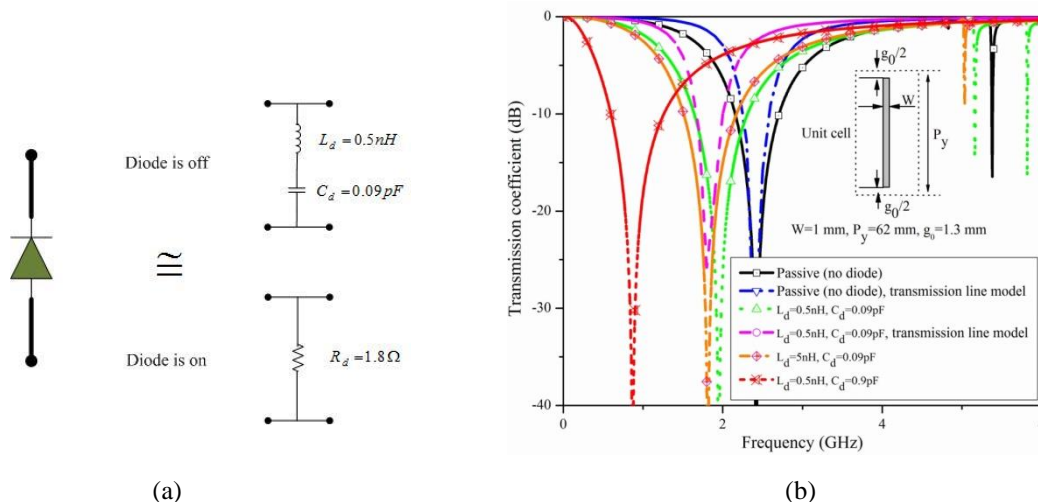 Diode is off
L_d = 0.5nH
C_d = 0.09pF
≅
Diode is on
R_d = 1.8 Ω
(a)
Transmission coefficient (dB)
0
-10
-20
-30
-40
0
2
4
Frequency (GHz)
g_0/2
W
Unit cell
P_y
g_0/2
W=1 mm, P_y=62 mm, g_0=1.3 mm
Passive (no diode)
Passive (no diode), transmission line model
L_d=0.5nH, C_d=0.09pF
L_d=0.5nH, C_d=0.09pF, transmission line model
L_d=5nH, C_d=0.09pF
L_d=0.5nH, C_d=0.9pF
(b)